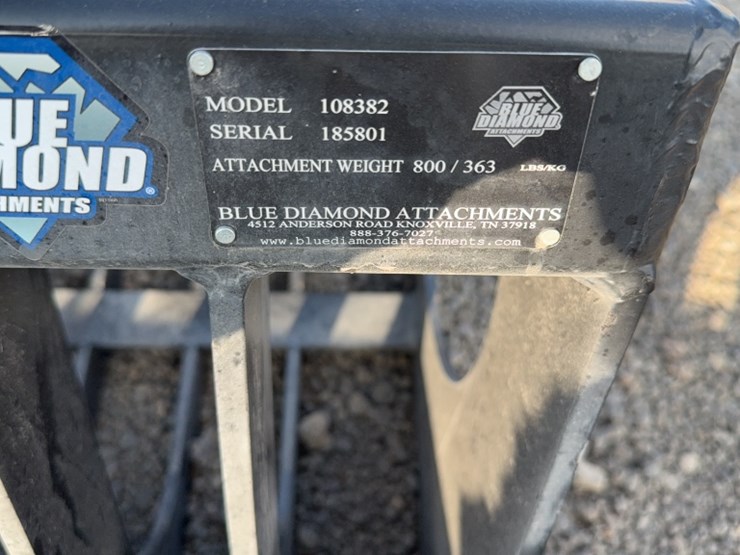 UE
MOND
HMENTS
MODEL 108382
SERIAL 185801
ATTACHMENT WEIGHT 800 / 363 LBS/KG
BLUE
DIAMOND
ATTACHMENTS
BLUE DIAMOND ATTACHMENTS
4512 ANDERSON ROAD KNOXVILLE, TN 37918
888-376-7027
www.bluediamondattachments.com